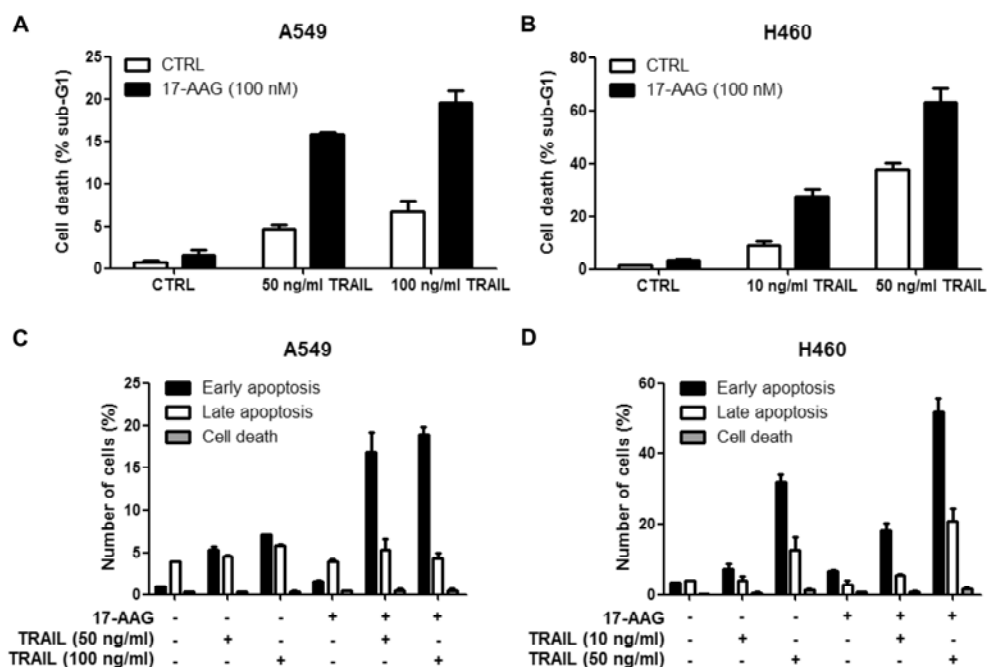 A
A549
CTRL
17-AAG (100 nM)
Cell death (% sub-G1)
25
20
15
10
5
0
CTRL
50 ng/ml TRAIL
100 ng/ml TRAIL
B
H460
CTRL
17-AAG (100 nM)
Cell death (% sub-G1)
80
60
40
20
0
CTRL
10 ng/ml TRAIL
50 ng/ml TRAIL
C
A549
Early apoptosis
Late apoptosis
Cell death
Number of cells (%)
25
20
15
10
5
0
17-AAG - - - + + +
TRAIL (50 ng/ml) - + - - + -
TRAIL (100 ng/ml) - - + - - +
D
H460
Early apoptosis
Late apoptosis
Cell death
Number of cells (%)
60
40
20
0
17-AAG - - - + + +
TRAIL (10 ng/ml) - + - - + -
TRAIL (50 ng/ml) - - + - - +